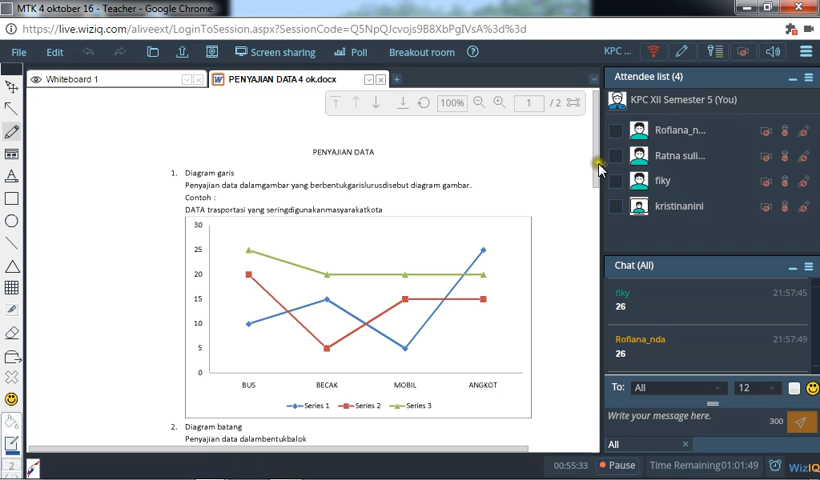 MTK 4 oktober 16 - Teacher - Google Chrome
https://live.wiziq.com/aliveext/LoginToSession.aspx?SessionCode=Q5NpQJcvojs9B8XbPgIVsA%3d%3d
File Edit Screen sharing Poll Breakout room ? KPC ...
Whiteboard 1 PENYAJIAN DATA 4 ok.docx
100% 1 / 2
PENYAJIAN DATA
1. Diagram garis
Penyajian data dalamgambar yang berbentukgarislurusdisebut diagram gambar.
Contoh :
DATA trasportasi yang seringdigunakanmasyarakatkota
30
25
20
15
10
5
0
BUS BECAK MOBIL ANGKOT
Series 1 Series 2 Series 3
2. Diagram batang
Penyajian data dalambentukbalok
2
Attendee list (4)
KPC XII Semester 5 (You)
Rofiana_n...
Ratna suli...
fiky
kristinanini
Chat (All)
fiky 21:57:45
26
Rofiana_nda 21:57:49
26
To: All 12
Write your message here. 300
All
00:55:33 Pause Time Remaining 01:01:49 WizIQ